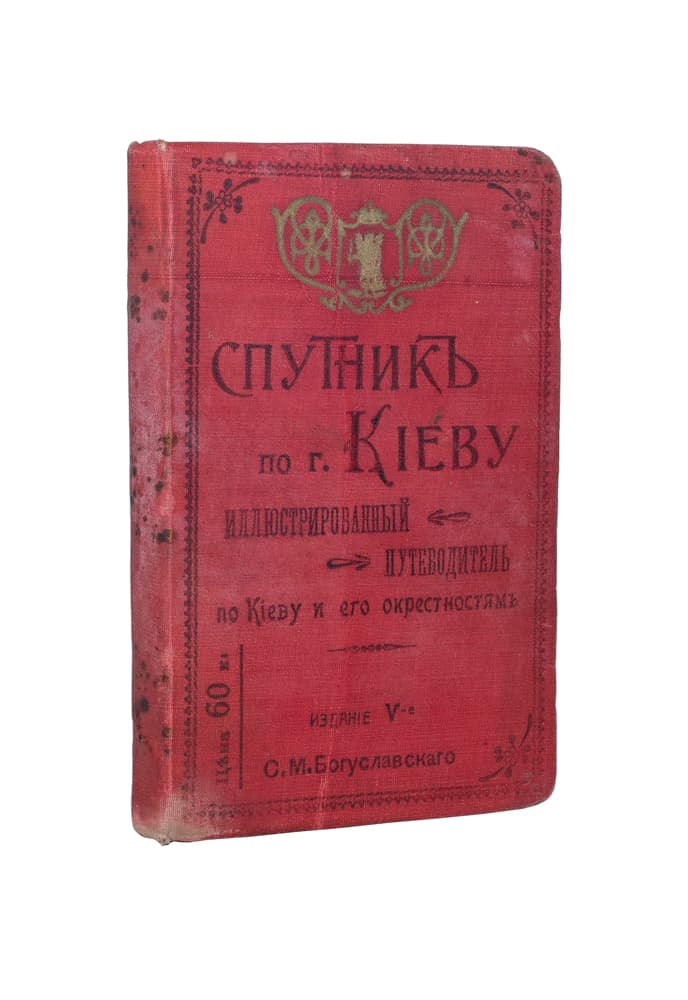 Спутникъ
по г. Кіеву
Иллюстрированный
Путеводитель
по Кіеву и его окрестностямъ
Изданіе V-е
С.М.Богуславскаго
Цѣна 60 к.